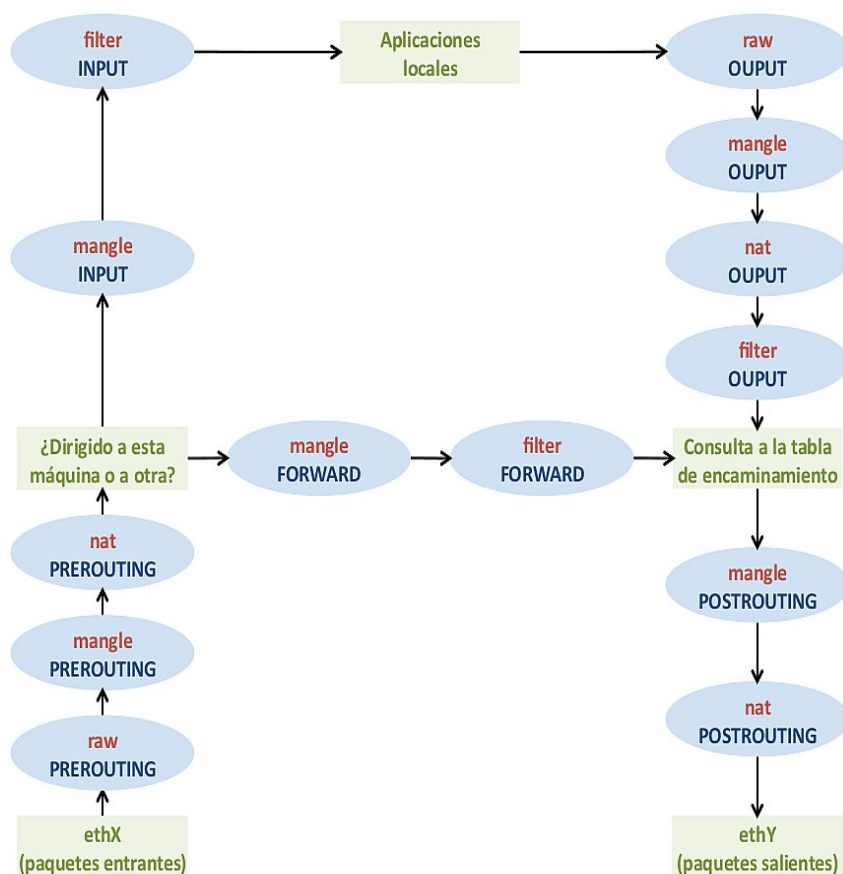 filter
INPUT
Aplicaciones
locales
raw
OUPUT
mangle
OUPUT
mangle
INPUT
nat
OUPUT
filter
OUPUT
¿Dirigido a esta
máquina o a otra?
mangle
FORWARD
filter
FORWARD
Consulta a la tabla
de encaminamiento
nat
PREROUTING
mangle
POSTROUTING
mangle
PREROUTING
nat
POSTROUTING
raw
PREROUTING
ethX
(paquetes entrantes)
ethY
(paquetes salientes)